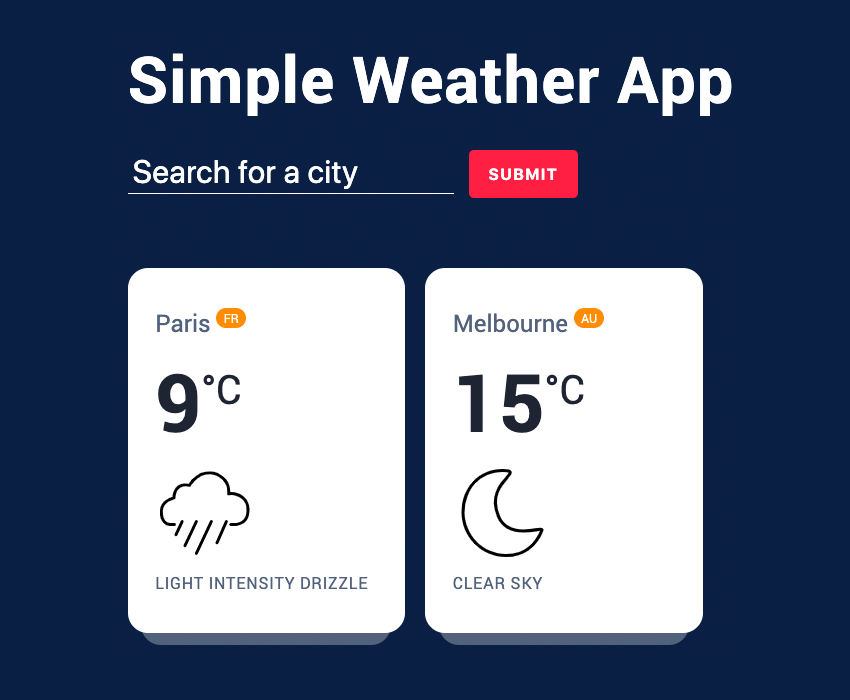 Simple Weather App
Search for a city
SUBMIT
Paris FR
9°C
LIGHT INTENSITY DRIZZLE
Melbourne AU
15°C
CLEAR SKY